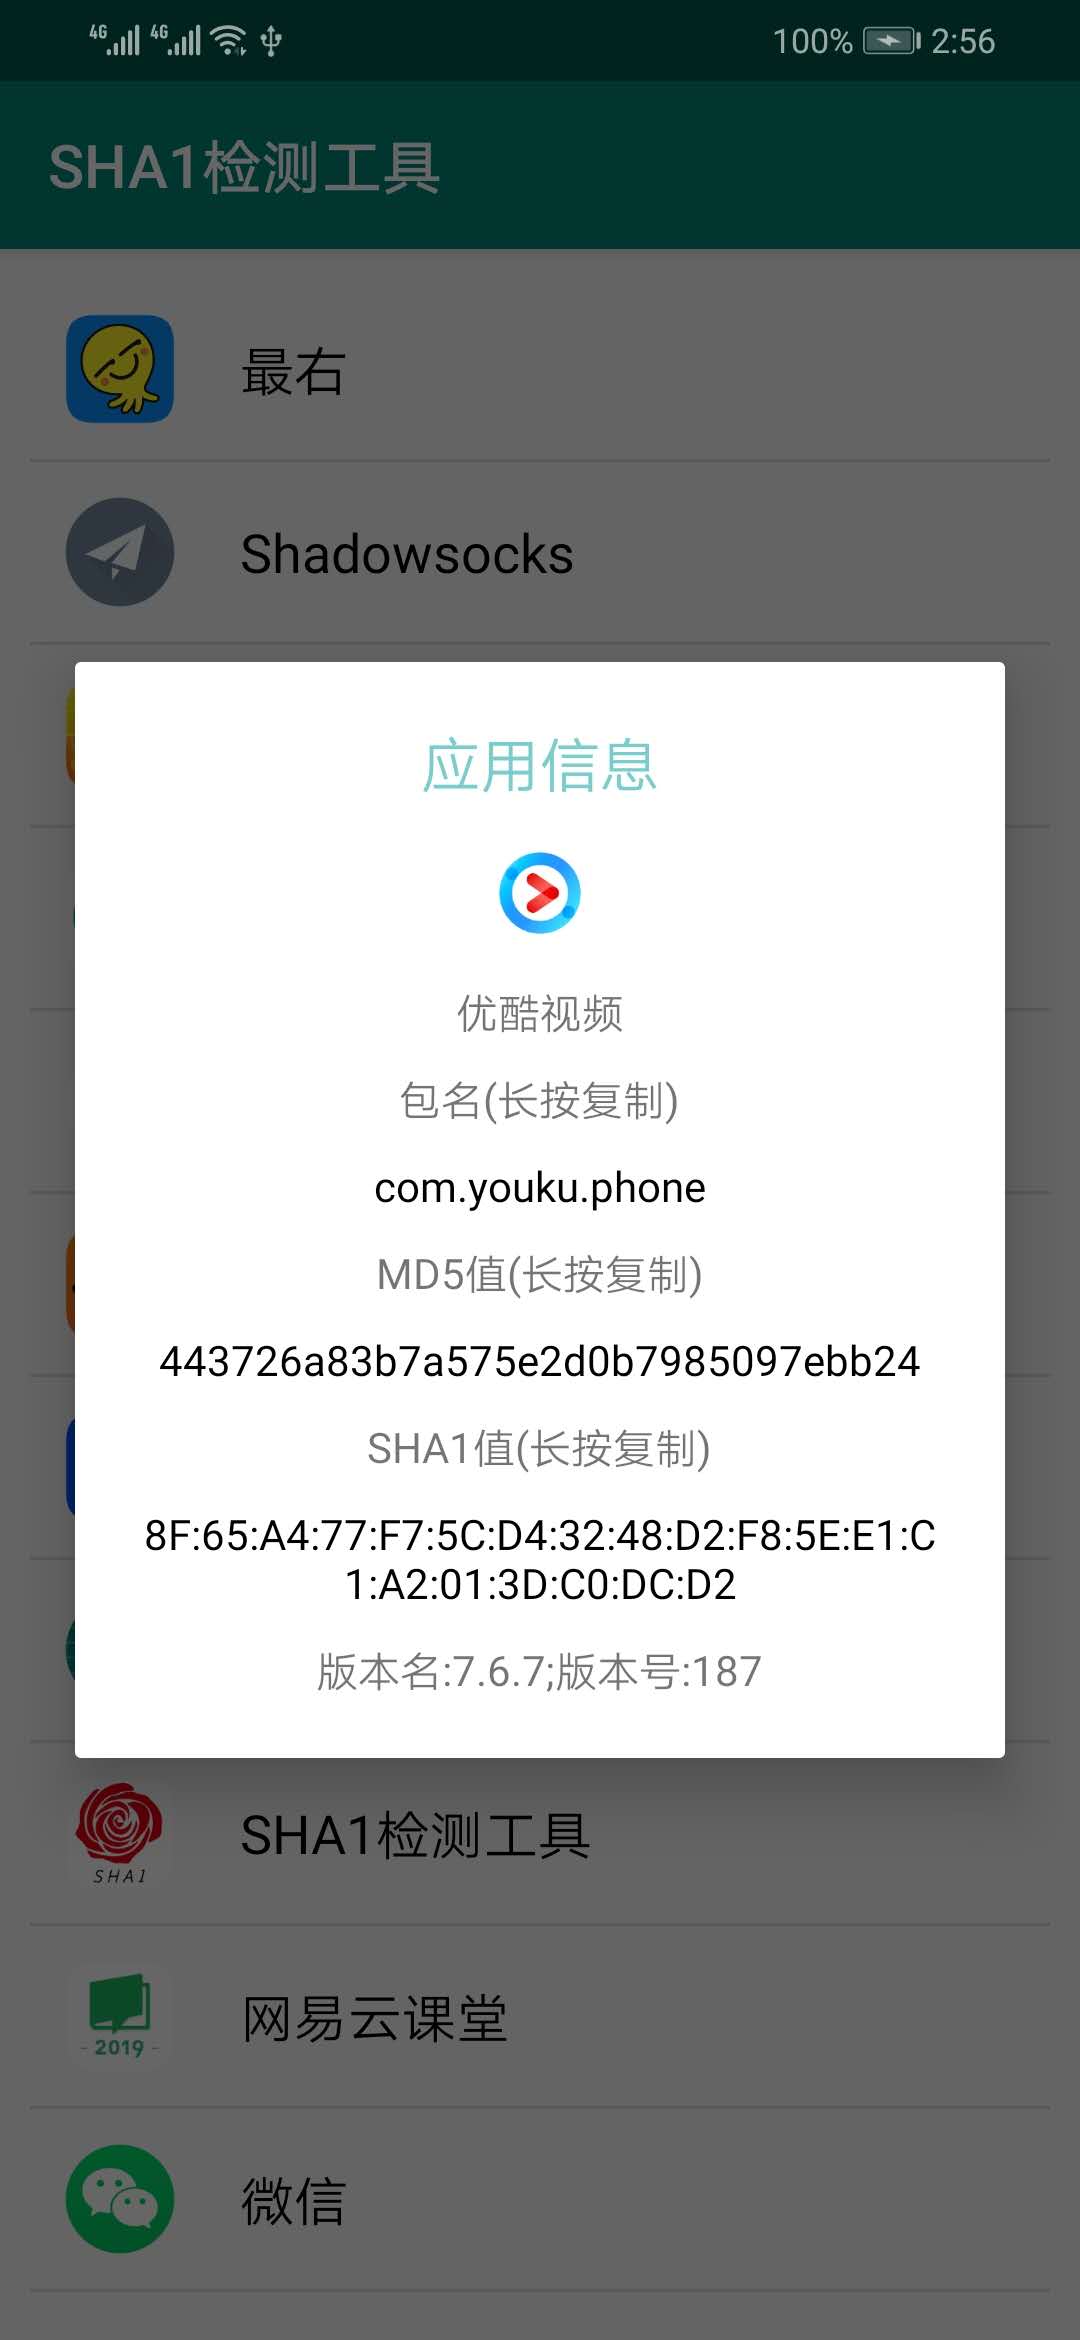 4G 4G 100% 2:56
SHA1检测工具
最右
Shadowsocks
应用信息
优酷视频
包名(长按复制)
com.youku.phone
MD5值(长按复制)
443726a83b7a575e2d0b7985097ebb24
SHA1值(长按复制)
8F:65:A4:77:F7:5C:D4:32:48:D2:F8:5E:E1:C
1:A2:01:3D:C0:DC:D2
版本名:7.6.7;版本号:187
SHA1
SHA1检测工具
- 2019 -
网易云课堂
微信